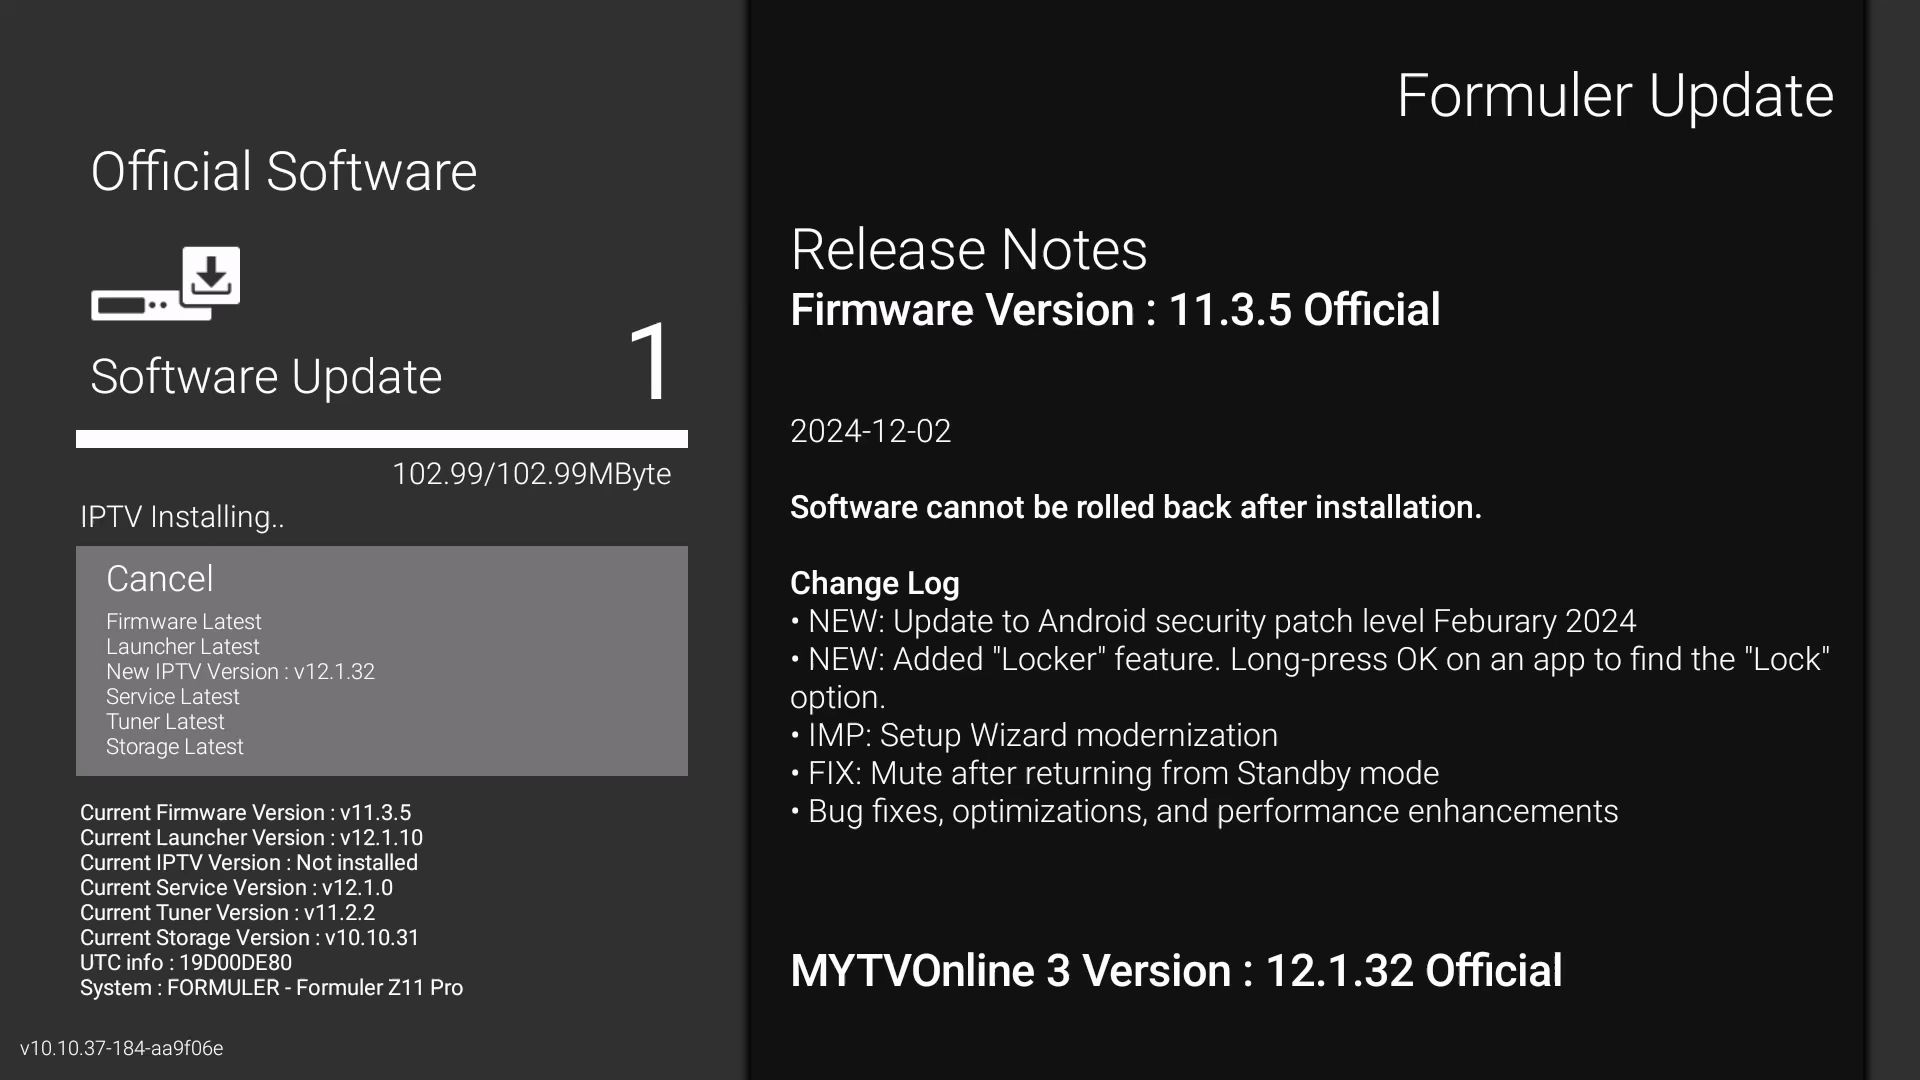 Official Software
Software Update
1
102.99/102.99MByte
IPTV Installing..
Cancel
Firmware Latest
Launcher Latest
New IPTV Version : v12.1.32
Service Latest
Tuner Latest
Storage Latest
Current Firmware Version : v11.3.5
Current Launcher Version : v12.1.10
Current IPTV Version : Not installed
Current Service Version : v12.1.0
Current Tuner Version : v11.2.2
Current Storage Version : v10.10.31
UTC info : 19D00DE80
System : FORMULER - Formuler Z11 Pro
v10.10.37-184-aa9f06e
Formuler Update
Release Notes
Firmware Version : 11.3.5 Official
2024-12-02
Software cannot be rolled back after installation.
Change Log
• NEW: Update to Android security patch level Feburary 2024
• NEW: Added "Locker" feature. Long-press OK on an app to find the "Lock"
option.
• IMP: Setup Wizard modernization
• FIX: Mute after returning from Standby mode
• Bug fixes, optimizations, and performance enhancements
MYTVOnline 3 Version : 12.1.32 Official